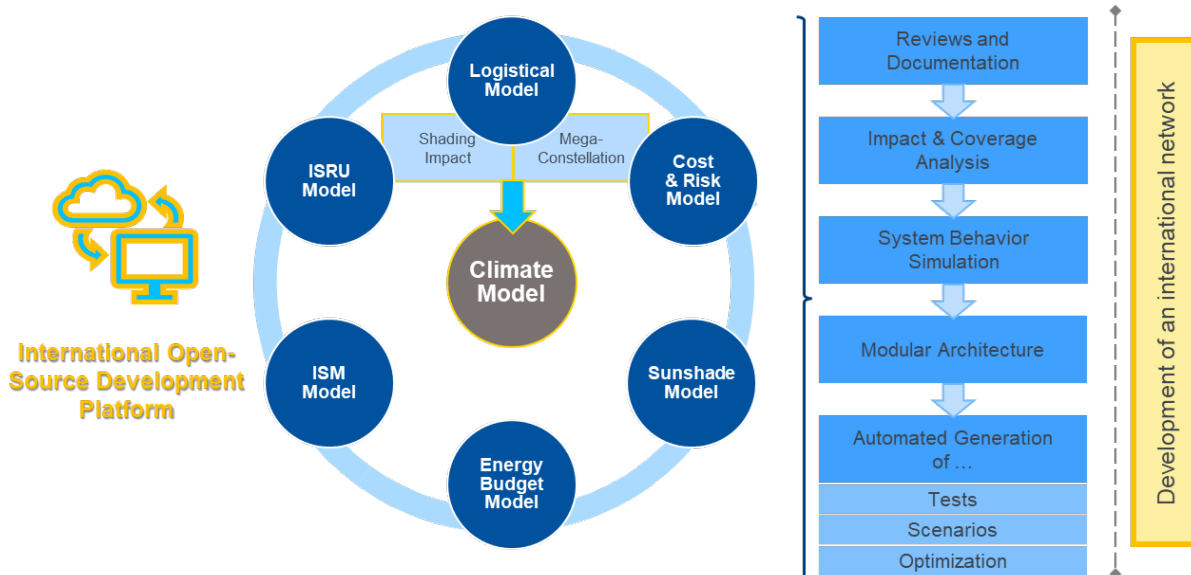 Logistical
Model
Shading
Impact
Mega-
Constellation
ISRU
Model
Cost
& Risk
Model
Climate
Model
International Open-
Source Development
Platform
ISM
Model
Sunshade
Model
Energy
Budget
Model
Reviews and
Documentation
Impact & Coverage
Analysis
System Behavior
Simulation
Modular Architecture
Automated Generation
of …
Tests
Scenarios
Optimization
Development of an international network